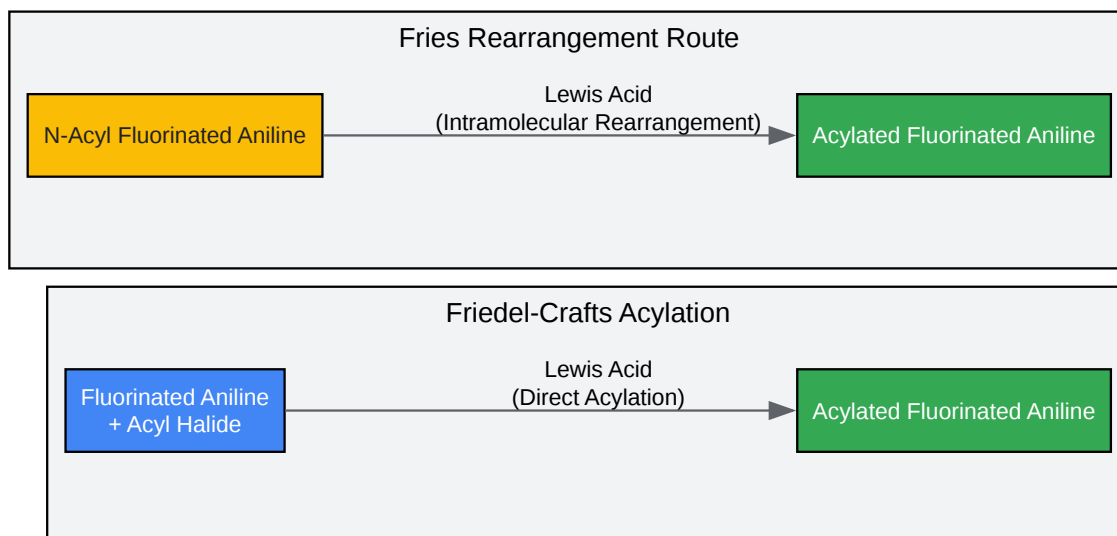 Fries Rearrangement Route
Lewis Acid
(Intramolecular Rearrangement)
N-Acyl Fluorinated Aniline
Acylated Fluorinated Aniline
Friedel-Crafts Acylation
Lewis Acid
(Direct Acylation)
Fluorinated Aniline
+ Acyl Halide
Acylated Fluorinated Aniline